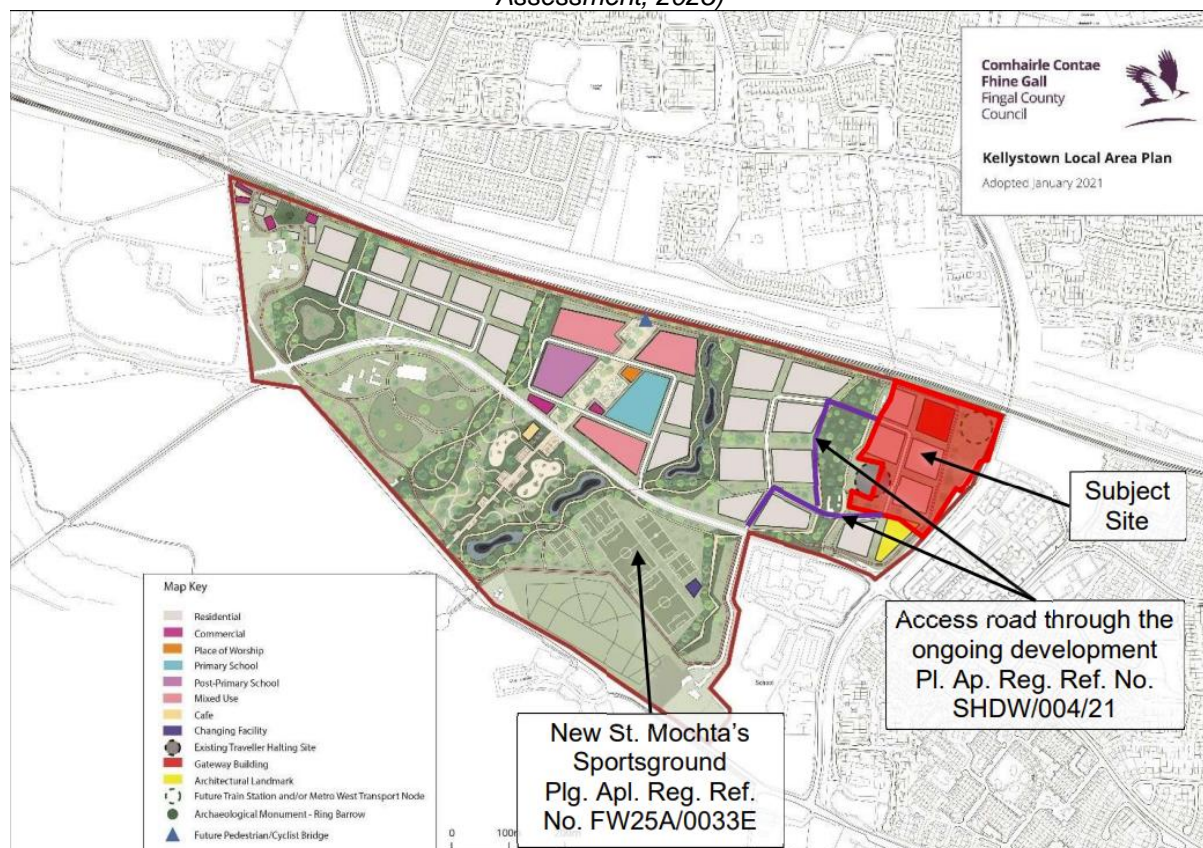 Assessment, 2025)
Comhairle Contae
Fhine Gall
Fingal County
Council
Kellystown Local Area Plan
Adopted January 2021
Subject
Site
Access road through the
ongoing development
Pl. Ap. Reg. Ref. No.
SHDW/004/21
New St. Mochta's
Sportsground
Plg. Apl. Reg. Ref.
No. FW25A/0033E
School
Map Key
Residential
Commercial
Place of Worship
Primary School
Post-Primary School
Mixed Use
Cafe
Changing Facility
Existing Traveller Halting Site
Gateway Building
Architectural Landmark
Future Train Station and/or Metro West Transport Node
Archaeological Monument - Ring Barrow
Future Pedestrian/Cyclist Bridge
0 100m